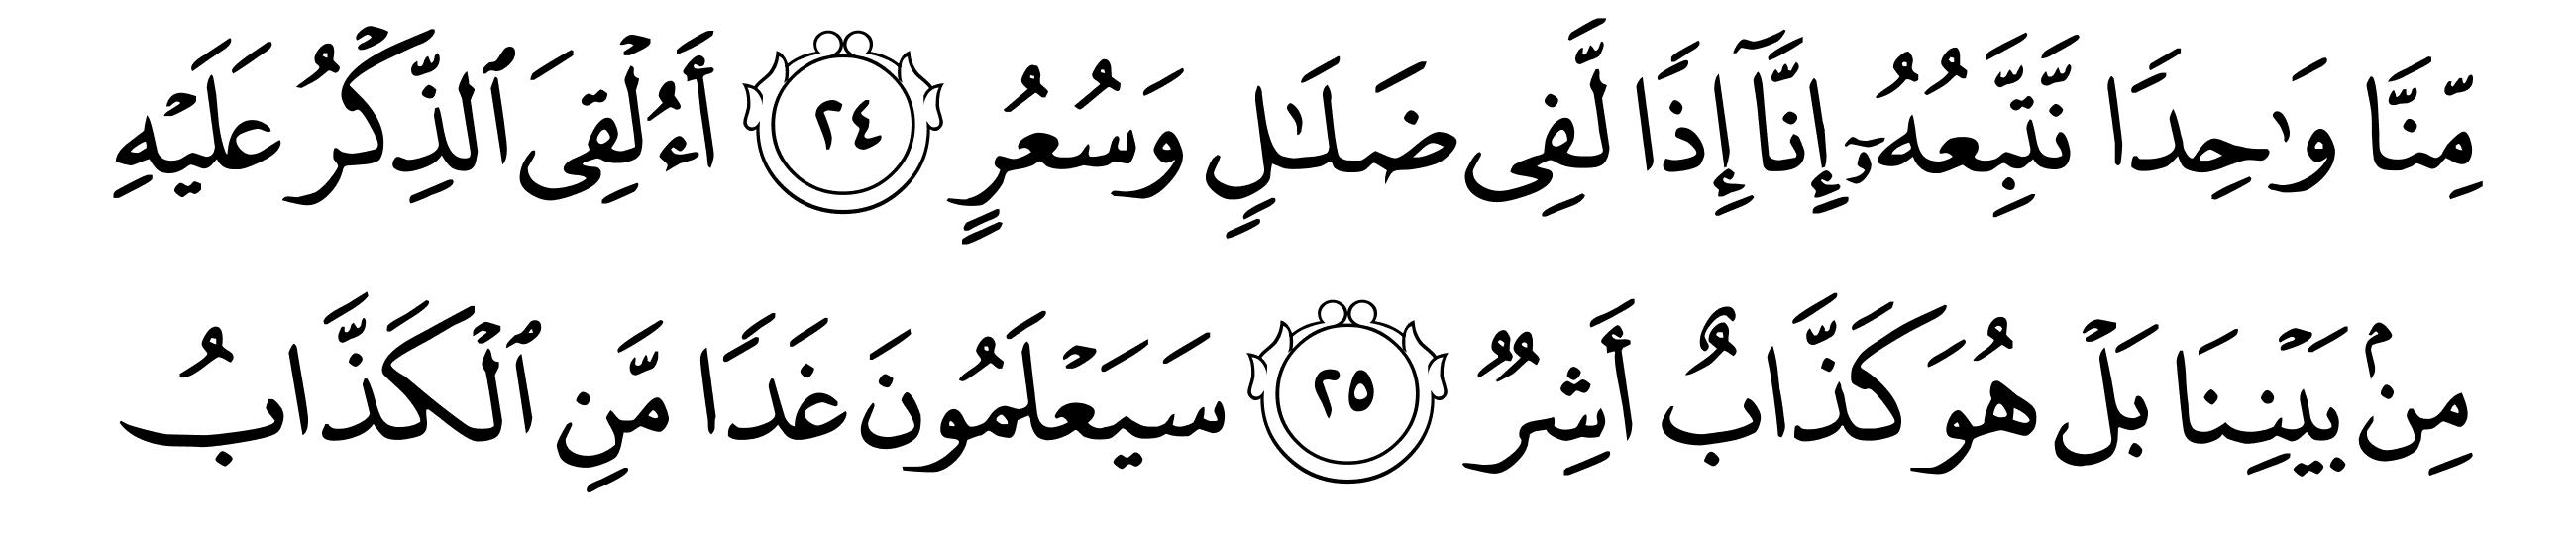 مِّنَّا وَٰحِدًا نَّتَّبِعُهُۥٓ إِنَّآ إِذًا لَّفِى ضَلَـٰلٍ وَسُعُرٍ ٢٤ أَءُلْقِىَ ٱلذِّكْرُ عَلَيْهِ
مِنۢ بَيْنِنَا بَلْ هُوَ كَذَّابٌ أَشِرٌ ٢٥ سَيَعْلَمُونَ غَدًا مَّنِ ٱلْكَذَّابُ